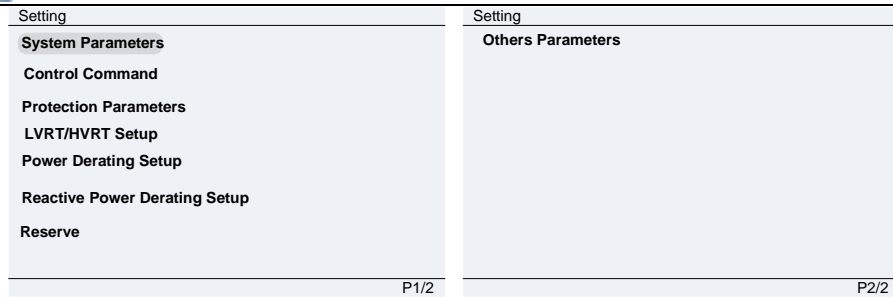 Setting
System Parameters
Control Command
Protection Parameters
LVRT/HVRT Setup
Power Derating Setup
Reactive Power Derating Setup
Reserve
P1/2
Setting
Others Parameters
P2/2